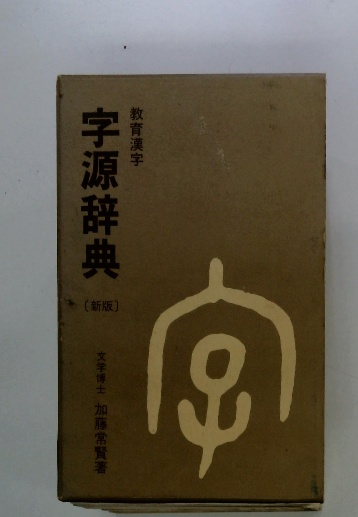 教育漢字
字源辞典
〔新版〕
文学博士 加藤常賢著
字